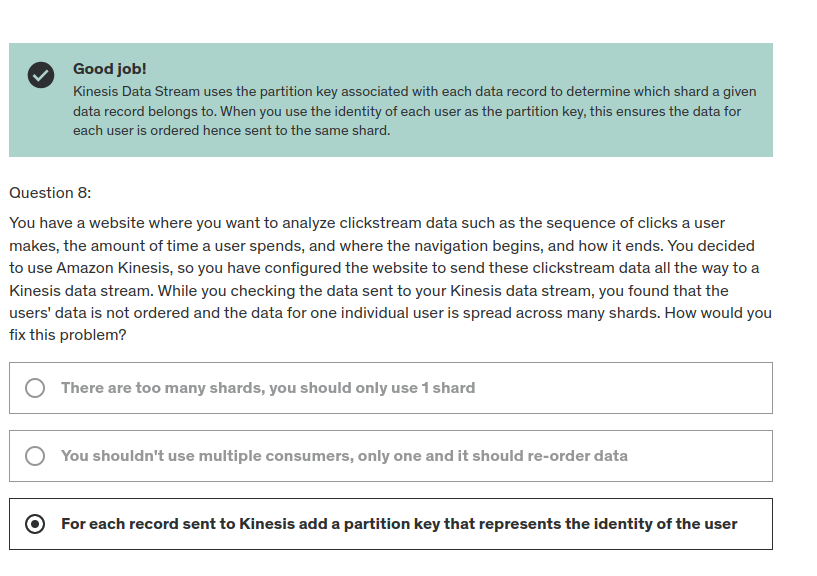 Good job!
Kinesis Data Stream uses the partition key associated with each data record to determine which shard a given
data record belongs to. When you use the identity of each user as the partition key, this ensures the data for
each user is ordered hence sent to the same shard.
Question 8:
You have a website where you want to analyze clickstream data such as the sequence of clicks a user
makes, the amount of time a user spends, and where the navigation begins, and how it ends. You decided
to use Amazon Kinesis, so you have configured the website to send these clickstream data all the way to a
Kinesis data stream. While you checking the data sent to your Kinesis data stream, you found that the
users' data is not ordered and the data for one individual user is spread across many shards. How would you
fix this problem?
There are too many shards, you should only use 1 shard
You shouldn't use multiple consumers, only one and it should re-order data
For each record sent to Kinesis add a partition key that represents the identity of the user